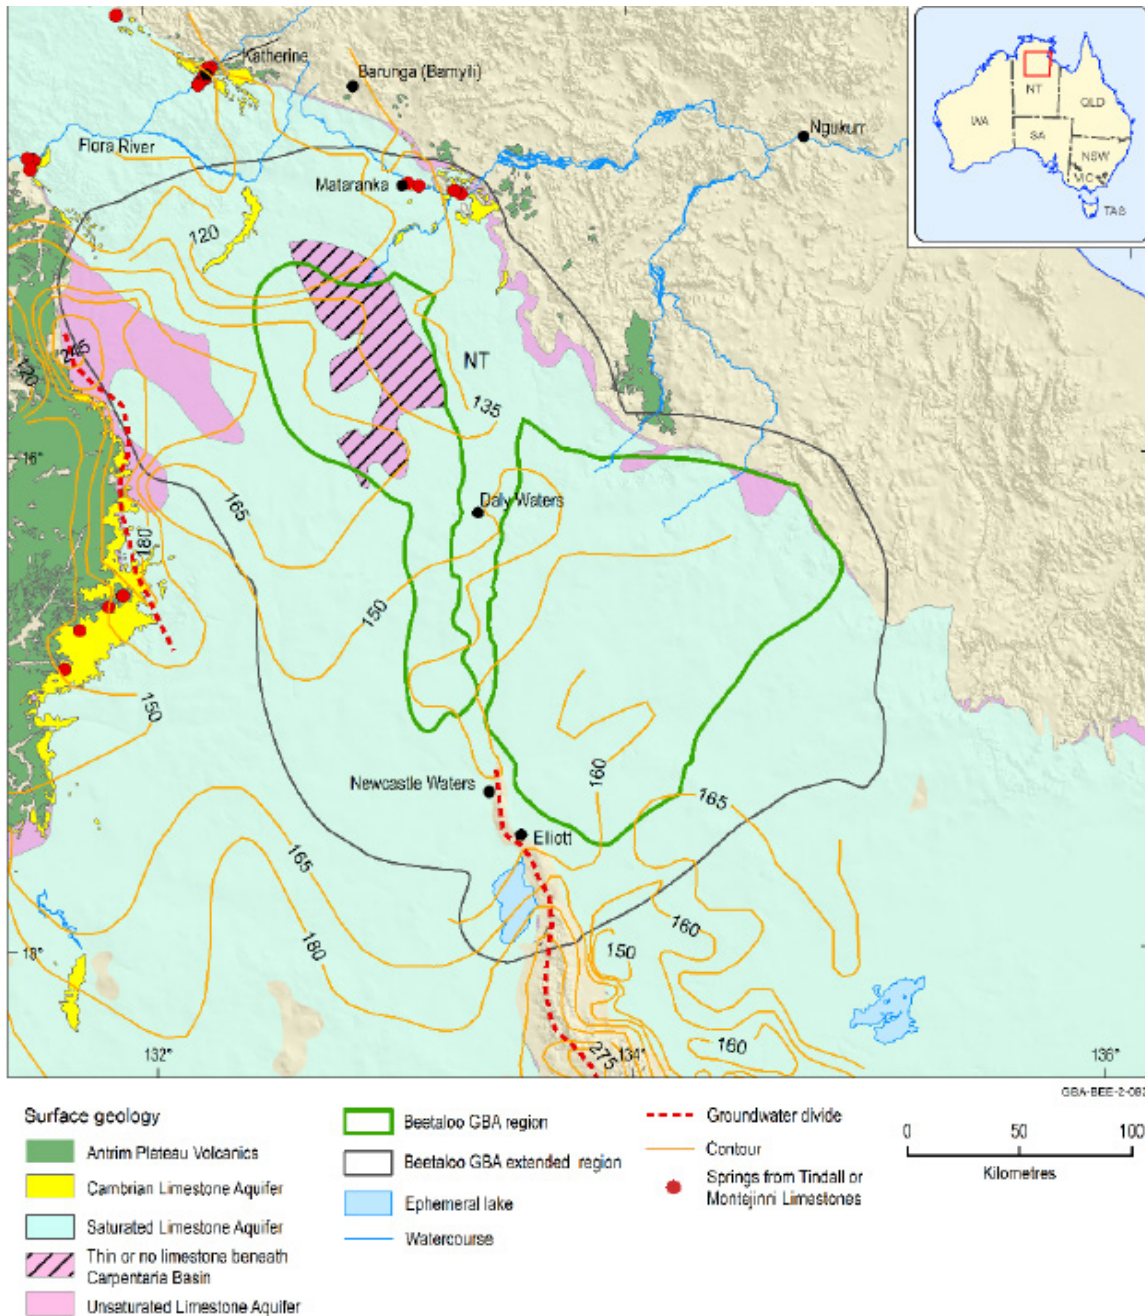 Katherine
Barunga (Bamyili)
Ngukurr
Flora River
Mataranka
120
NT
245
120
135
16°
Daly Waters
165
180
150
150
160
165
Newcastle Waters
Elliott
165
160
180
18°
150
160
275
132°
134°
136°
NT
QLD
WA
SA
NSW
VIC
TAS
GBA-BEE-2-082
Surface geology
Antrim Plateau Volcanics
Cambrian Limestone Aquifer
Saturated Limestone Aquifer
Thin or no limestone beneath
Carpentaria Basin
Unsaturated Limestone Aquifer
Beetaloo GBA region
Beetaloo GBA extended region
Ephemeral lake
Watercourse
Groundwater divide
Contour
Springs from Tindall or
Montejinni Limestones
0 50 100
Kilometres